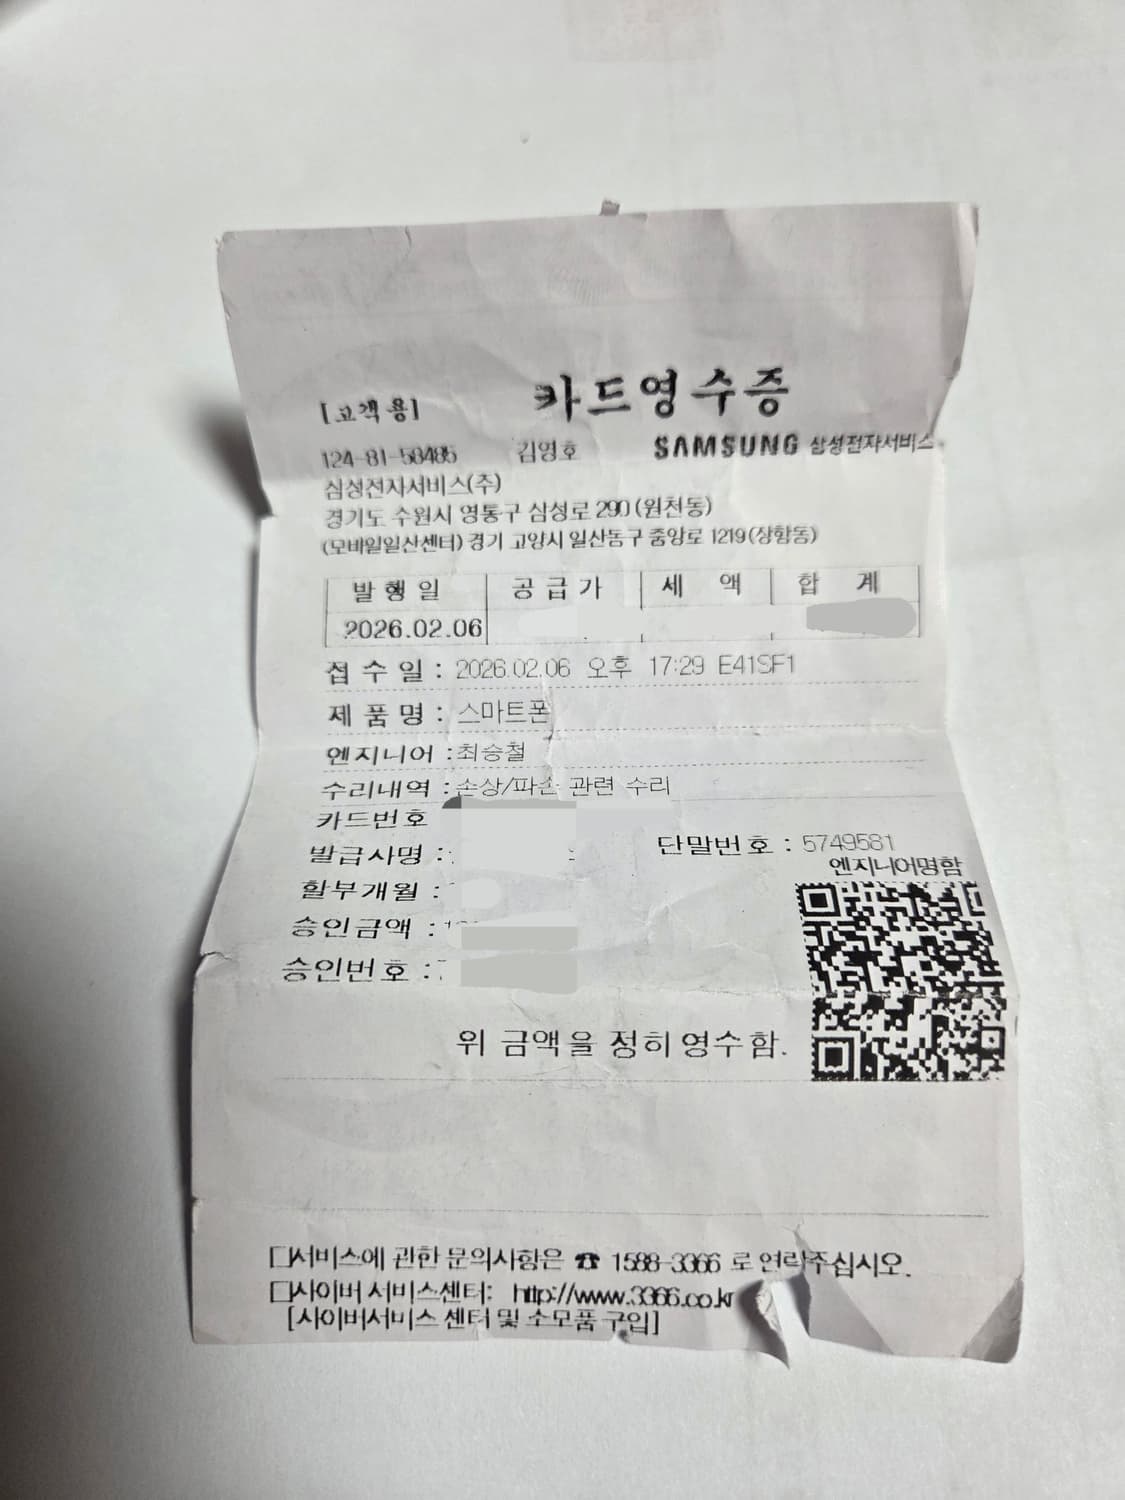 [고객용] 카드영수증
124-81-58485 김영호 SAMSUNG 삼성전자서비스
삼성전자서비스(주)
경기도 수원시 영통구 삼성로 290 (원천동)
(모바일일산센터) 경기 고양시 일산동구 중앙로 1219 (장항동)
발행일 공급가 세액 합계
2026.02.06
접수일 : 2026.02.06 오후 17:29 E41SF1
제품명 : 스마트폰
엔지니어 : 최승철
수리내역 : 손상/파손 관련 수리
카드번호
발급사명 : 단말번호 : 5749581
엔지니어명함
할부개월 :
승인금액 :
승인번호 :
위 금액을 정히 영수함.
□서비스에 관한 문의사항은 ☎ 1588-3366 로 연락주십시오.
□사이버 서비스센터: http://www.3366.co.kr
[사이버서비스 센터 및 소모품 구입]